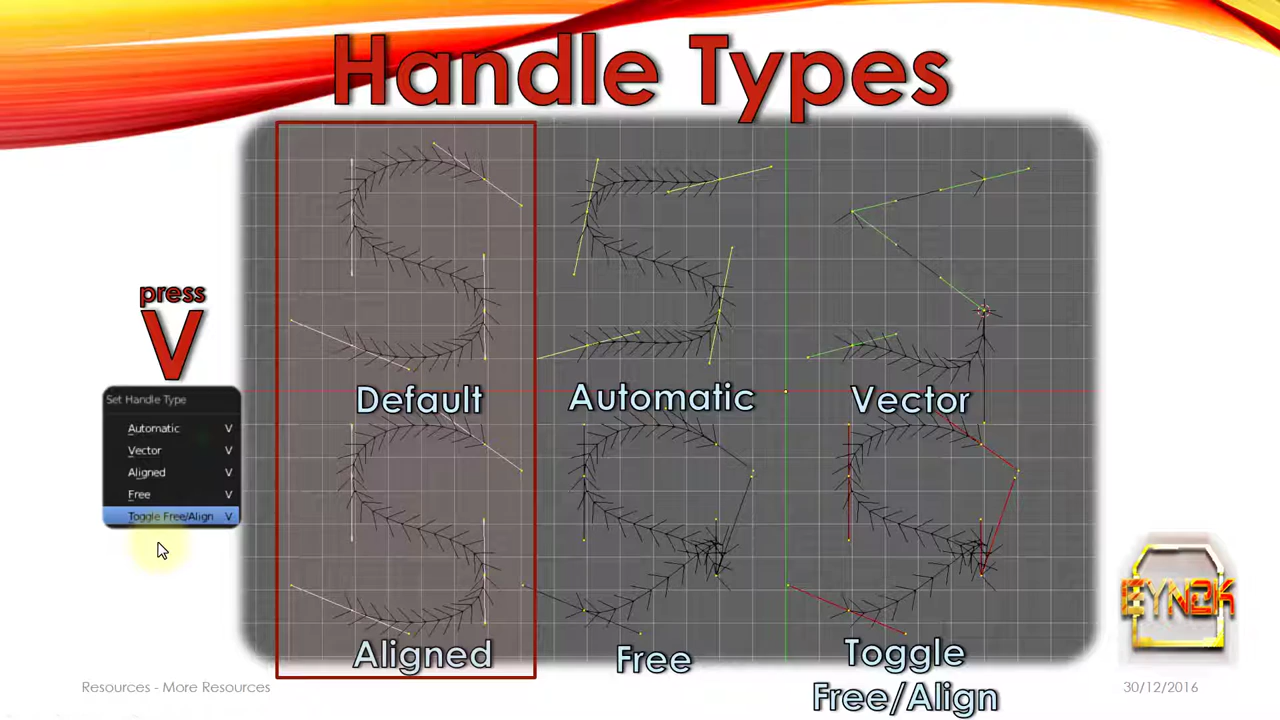 Handle Types
press
V
Set Handle Type
Automatic V
Vector V
Aligned V
Free V
Toggle Free/Align V
Default
Automatic
Vector
Aligned
Free
Toggle
Free/Align
EYNEK
Resources - More Resources
30/12/2016